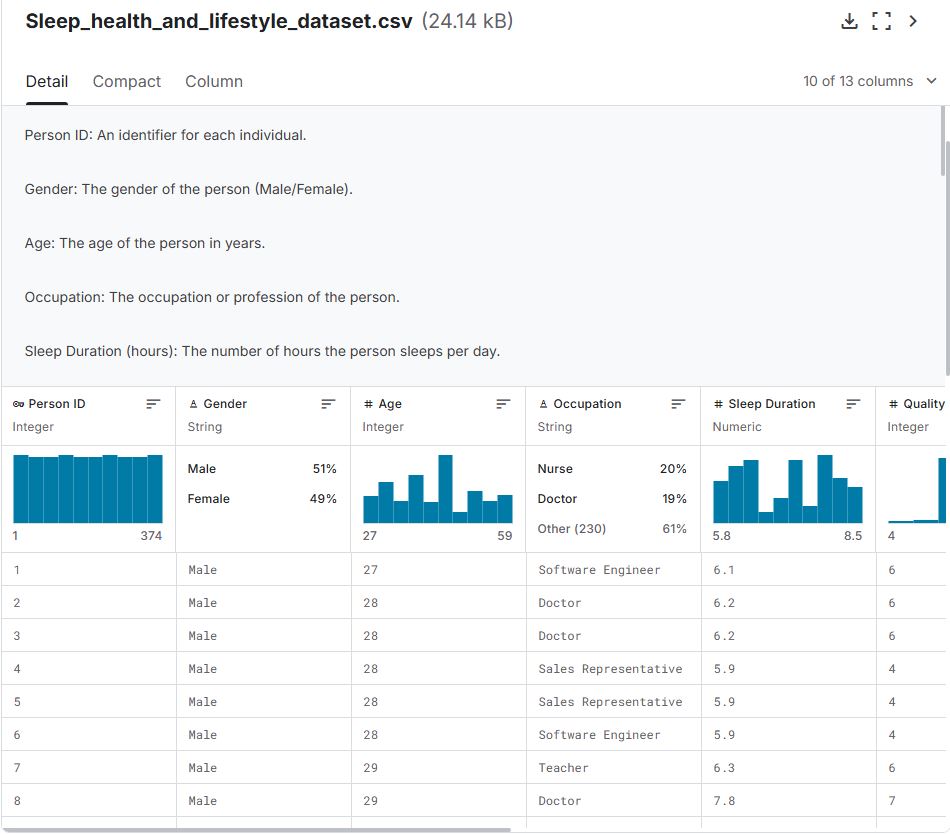 Sleep_health_and_lifestyle_dataset.csv (24.14 kB)
Detail Compact Column 10 of 13 columns
Person ID: An identifier for each individual.
Gender: The gender of the person (Male/Female).
Age: The age of the person in years.
Occupation: The occupation or profession of the person.
Sleep Duration (hours): The number of hours the person sleeps per day.
Person ID Gender # Age Occupation # Sleep Duration # Quality
Integer String Integer String Numeric Integer
Male 51% Nurse 20%
Female 49% Doctor 19%
Other (230) 61%
1 374 27 59 5.8 8.5 4
1 Male 27 Software Engineer 6.1 6
2 Male 28 Doctor 6.2 6
3 Male 28 Doctor 6.2 6
4 Male 28 Sales Representative 5.9 4
5 Male 28 Sales Representative 5.9 4
6 Male 28 Software Engineer 5.9 4
7 Male 29 Teacher 6.3 6
8 Male 29 Doctor 7.8 7